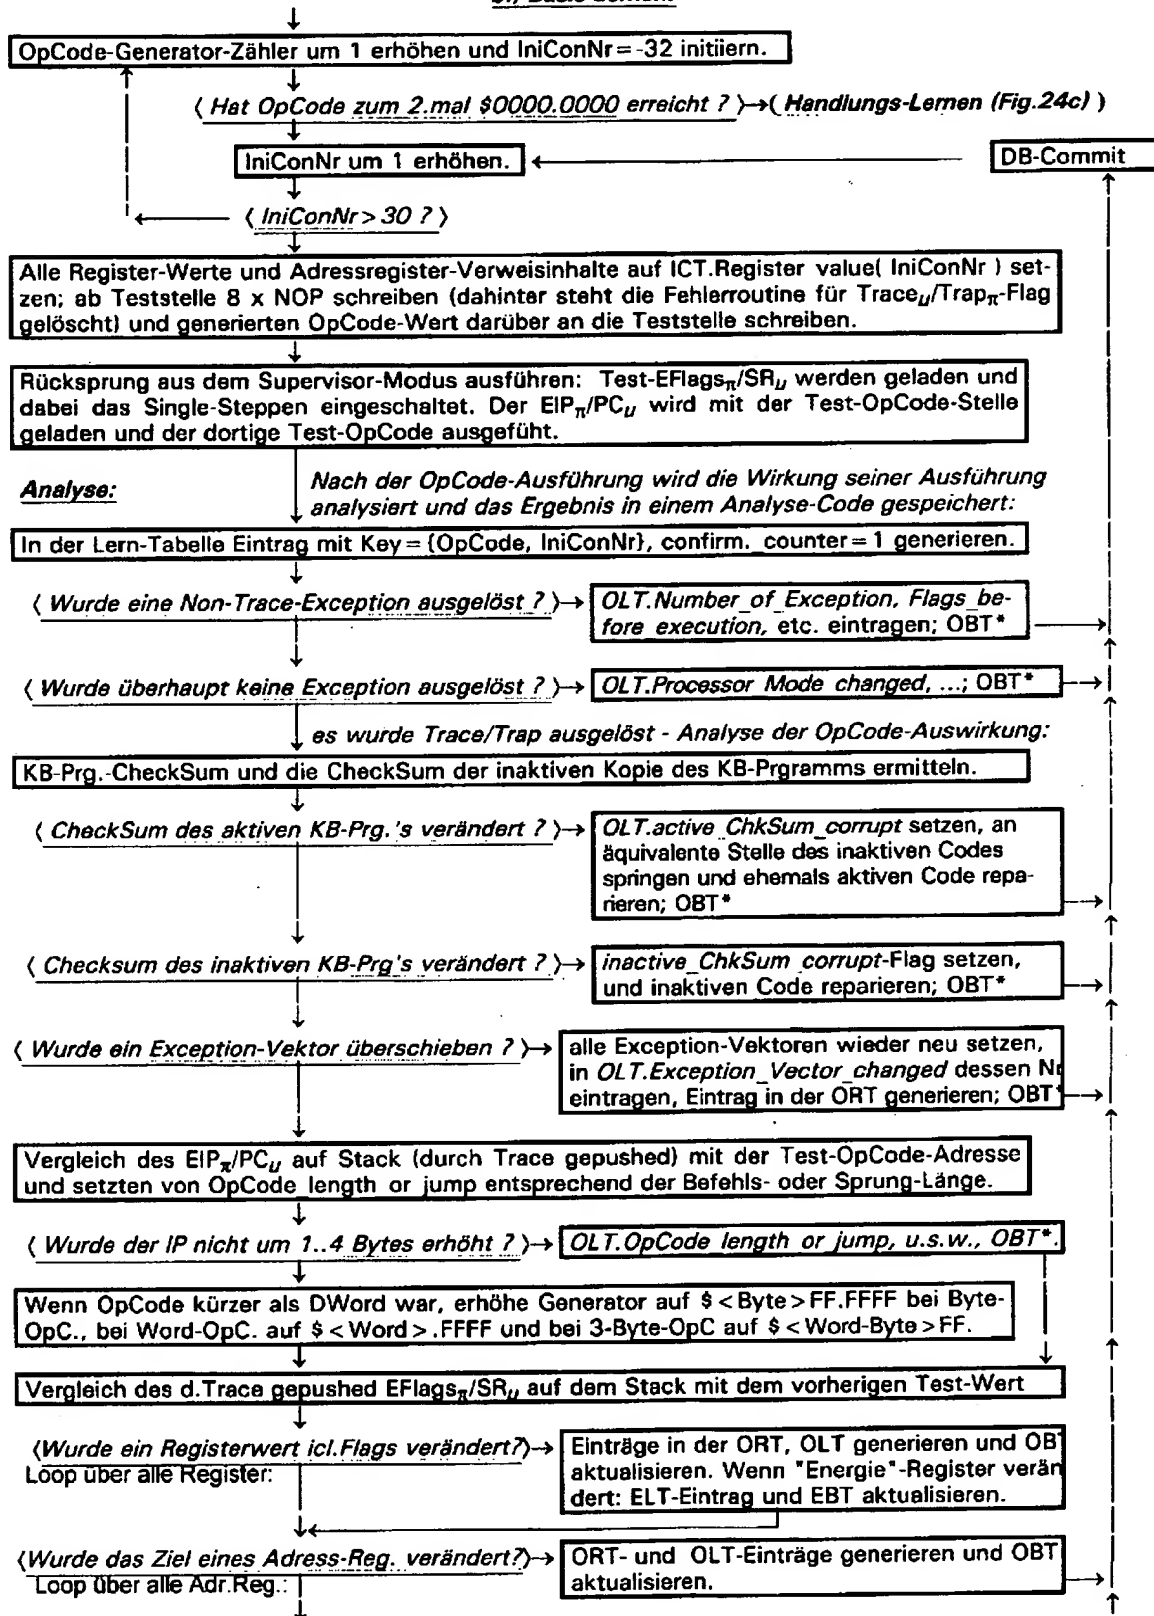 OpCode-Generator-Zähler um 1 erhöhen und IniConNr=-32 initiiern.
⟨ Hat OpCode zum 2.mal $0000.0000 erreicht ? ⟩→( Handlungs-Lernen (Fig.24c) )
IniConNr um 1 erhöhen.
DB-Commit
⟨ IniConNr>30 ? ⟩
Alle Register-Werte und Adressregister-Verweisinhalte auf ICT.Register value( IniConNr ) set-
zen; ab Teststelle 8 x NOP schreiben (dahinter steht die Fehlerroutine für Traceμ/Trapπ-Flag
gelöscht) und generierten OpCode-Wert darüber an die Teststelle schreiben.
Rücksprung aus dem Supervisor-Modus ausführen: Test-EFlagsπ/SRμ werden geladen und
dabei das Single-Steppen eingeschaltet. Der EIPπ/PCμ wird mit der Test-OpCode-Stelle
geladen und der dortige Test-OpCode ausgefüht.
Analyse:
Nach der OpCode-Ausführung wird die Wirkung seiner Ausführung
analysiert und das Ergebnis in einem Analyse-Code gespeichert:
In der Lern-Tabelle Eintrag mit Key={OpCode, IniConNr}, confirm. counter=1 generieren.
⟨ Wurde eine Non-Trace-Exception ausgelöst ? ⟩→
OLT.Number_of_Exception, Flags_be-
fore execution, etc. eintragen; OBT*
⟨ Wurde überhaupt keine Exception ausgelöst ? ⟩→
OLT.Processor Mode changed, ...; OBT*
es wurde Trace/Trap ausgelöst - Analyse der OpCode-Auswirkung:
KB-Prg.-CheckSum und die CheckSum der inaktiven Kopie des KB-Prgramms ermitteln.
⟨ CheckSum des aktiven KB-Prg.'s verändert ? ⟩→
OLT.active_ChkSum_corrupt setzen, an
äquivalente Stelle des inaktiven Codes
springen und ehemals aktiven Code repa-
rieren; OBT*
⟨ Checksum des inaktiven KB-Prg's verändert ? ⟩→
inactive_ChkSum_corrupt-Flag setzen,
und inaktiven Code reparieren; OBT*
⟨ Wurde ein Exception-Vektor überschieben ? ⟩→
alle Exception-Vektoren wieder neu setzen,
in OLT.Exception_Vector_changed dessen Nr
eintragen, Eintrag in der ORT generieren; OBT*
Vergleich des EIPπ/PCμ auf Stack (durch Trace gepushed) mit der Test-OpCode-Adresse
und setzten von OpCode length or jump entsprechend der Befehls- oder Sprung-Länge.
⟨ Wurde der IP nicht um 1..4 Bytes erhöht ? ⟩→
OLT.OpCode length or jump, u.s.w., OBT*.
Wenn OpCode kürzer als DWord war, erhöhe Generator auf $<Byte>FF.FFFF bei Byte-
OpC., bei Word-OpC. auf $<Word>.FFFF und bei 3-Byte-OpC auf $<Word-Byte>FF.
Vergleich des d.Trace gepushed EFlagsπ/SRμ auf dem Stack mit dem vorherigen Test-Wert
⟨Wurde ein Registerwert icl.Flags verändert?⟩→
Loop über alle Register:
Einträge in der ORT, OLT generieren und OBT
aktualisieren. Wenn "Energie"-Register verän
dert: ELT-Eintrag und EBT aktualisieren.
⟨Wurde das Ziel eines Adress-Reg. verändert?⟩→
Loop über alle Adr.Reg.:
ORT- und OLT-Einträge generieren und OBT
aktualisieren.